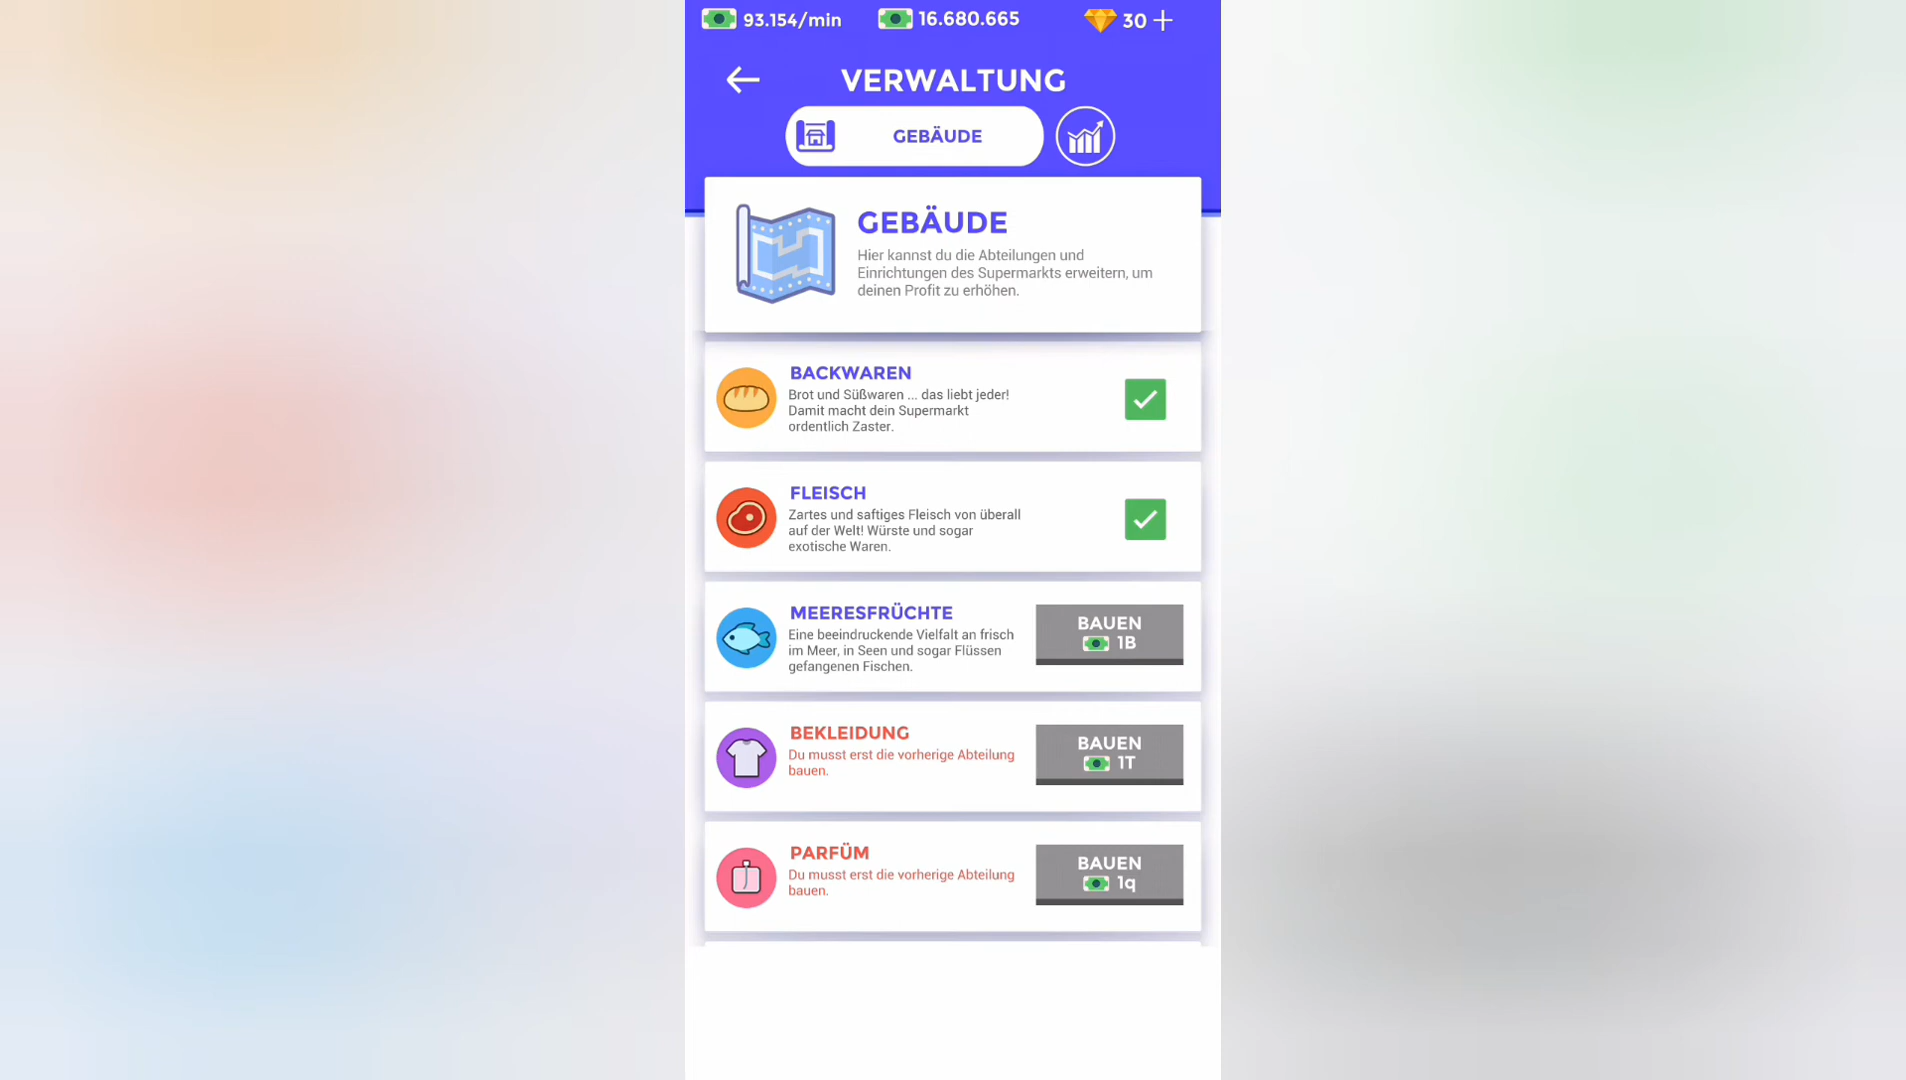 93.154/min 16.680.665 30
VERWALTUNG
GEBÄUDE
GEBÄUDE
Hier kannst du die Abteilungen und
Einrichtungen des Supermarkts erweitern, um
deinen Profit zu erhöhen.
BACKWAREN
Brot und Süßwaren ... das liebt jeder!
Damit macht dein Supermarkt
ordentlich Zaster.
FLEISCH
Zartes und saftiges Fleisch von überall
auf der Welt! Würste und sogar
exotische Waren.
MEERESFRÜCHTE
Eine beeindruckende Vielfalt an frisch
im Meer, in Seen und sogar Flüssen
gefangenen Fischen.
BAUEN
1B
BEKLEIDUNG
Du musst erst die vorherige Abteilung
bauen.
BAUEN
1T
PARFÜM
Du musst erst die vorherige Abteilung
bauen.
BAUEN
1q